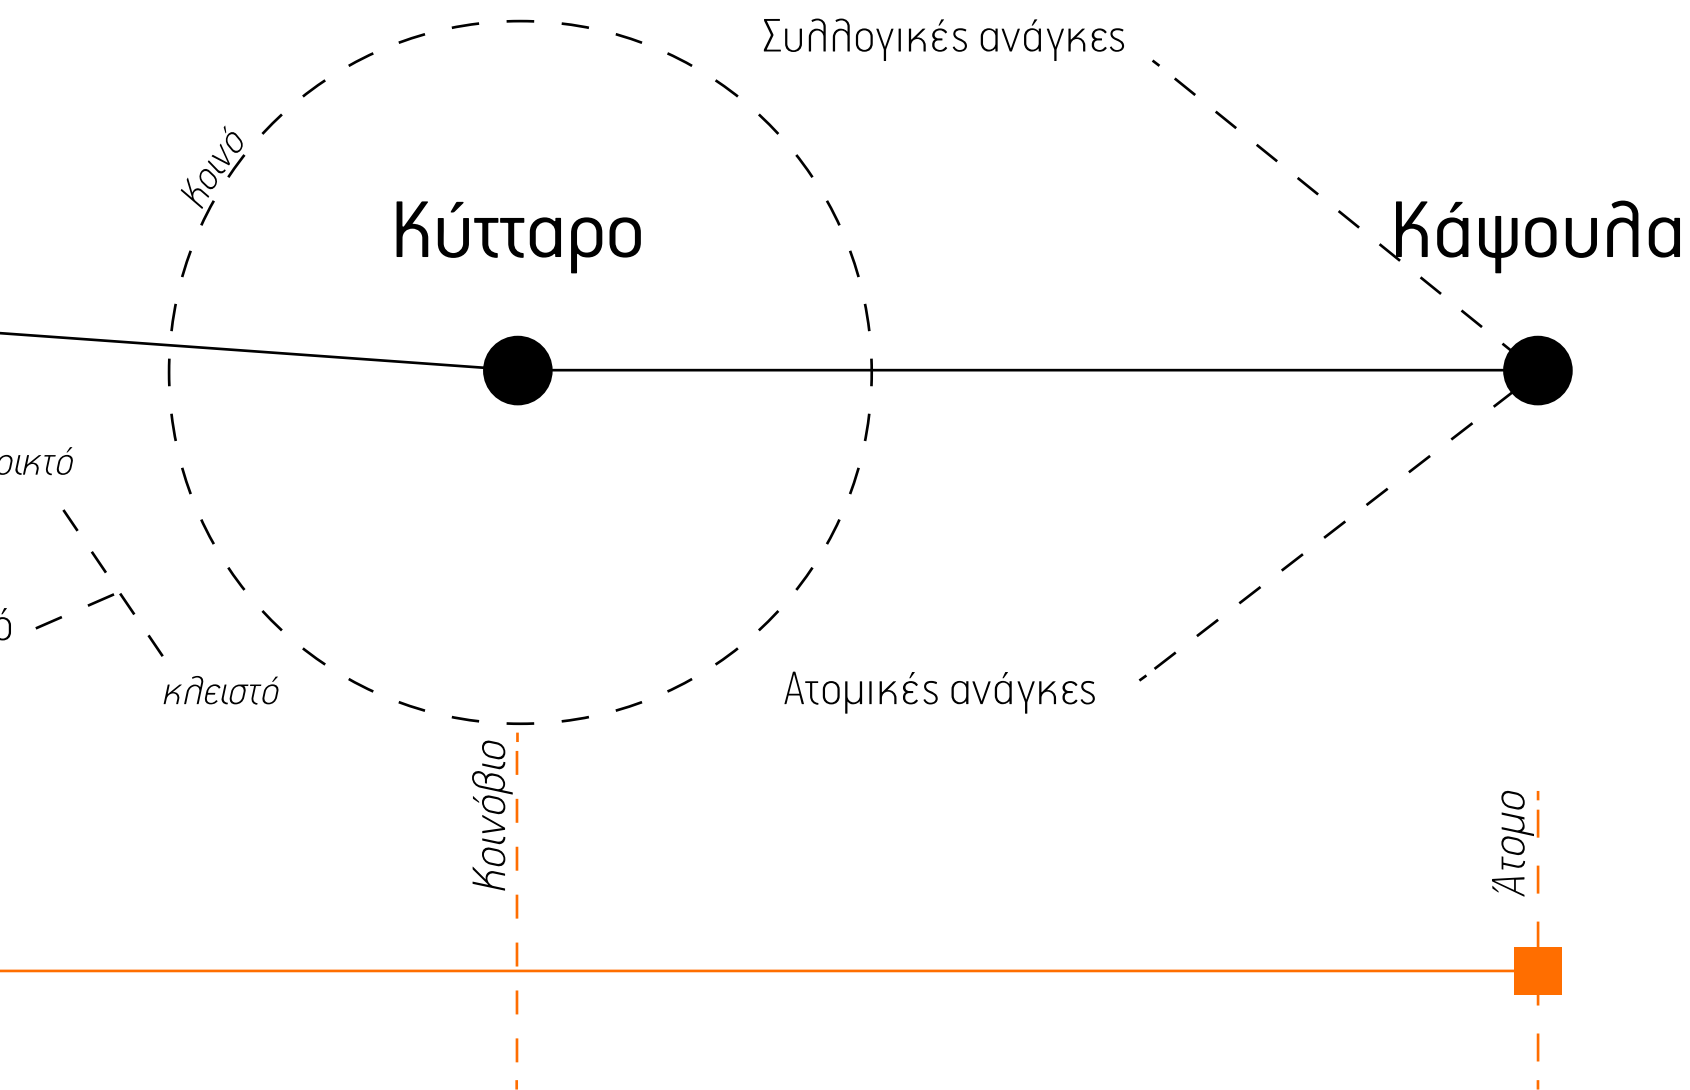 Συλλογικές ανάγκες
Κοινό
Κύτταρο
Κάψουλα
κλειστό
Ατομικές ανάγκες
Κοινόβιο
Άτομο